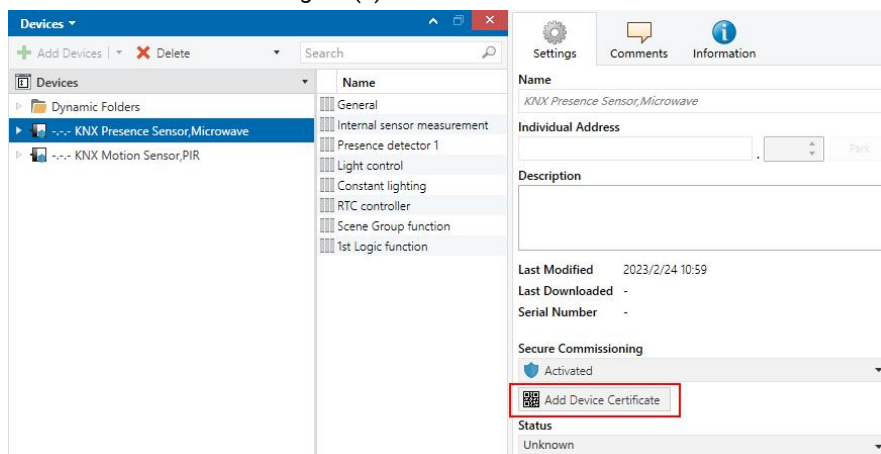 Devices
Add Devices
Delete
Search
Devices
Dynamic Folders
-.-.- KNX Presence Sensor,Microwave
-.-.- KNX Motion Sensor,PIR
Name
General
Internal sensor measurement
Presence detector 1
Light control
Constant lighting
RTC controller
Scene Group function
1st Logic function
Settings
Comments
Information
Name
KNX Presence Sensor,Microwave
Individual Address
.
Park
Description
Last Modified 2023/2/24 10:59
Last Downloaded -
Serial Number -
Secure Commissioning
Activated
Add Device Certificate
Status
Unknown